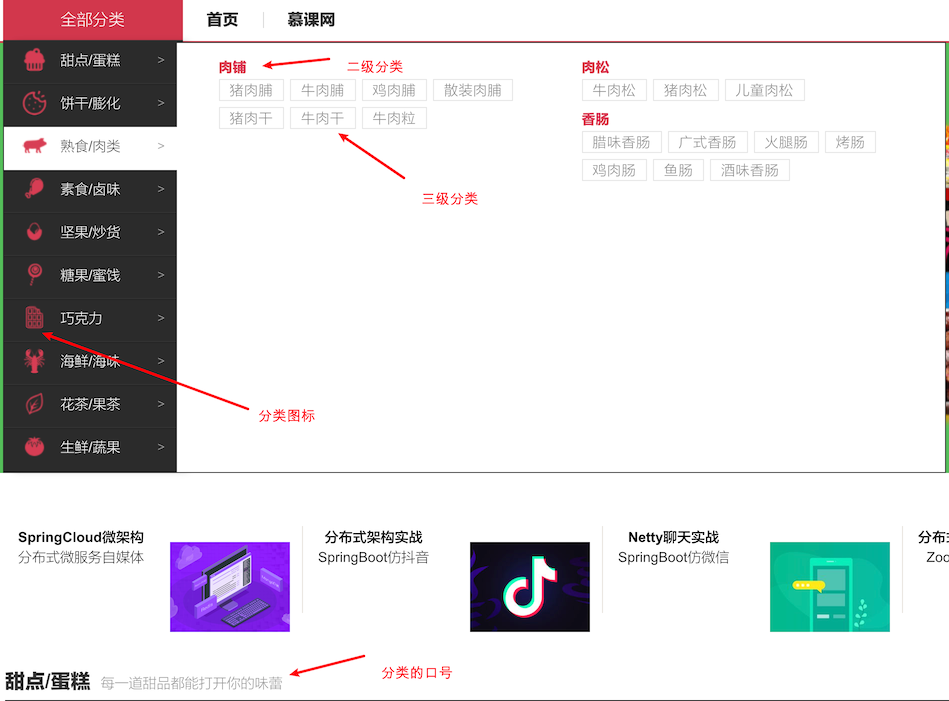 全部分类
首页
慕课网
甜点/蛋糕 >
饼干/膨化 >
熟食/肉类 >
素食/卤味 >
坚果/炒货 >
糖果/蜜饯 >
巧克力 >
海鲜/海味 >
花茶/果茶 >
生鲜/蔬果 >
肉铺
二级分类
猪肉脯 牛肉脯 鸡肉脯 散装肉脯
猪肉干 牛肉干 牛肉粒
三级分类
肉松
牛肉松 猪肉松 儿童肉松
香肠
腊味香肠 广式香肠 火腿肠 烤肠
鸡肉肠 鱼肠 酒味香肠
分类图标
SpringCloud微架构
分布式微服务自媒体
分布式架构实战
SpringBoot仿抖音
Netty聊天实战
SpringBoot仿微信
分布
Zoo
甜点/蛋糕 每一道甜品都能打开你的味蕾
分类的口号